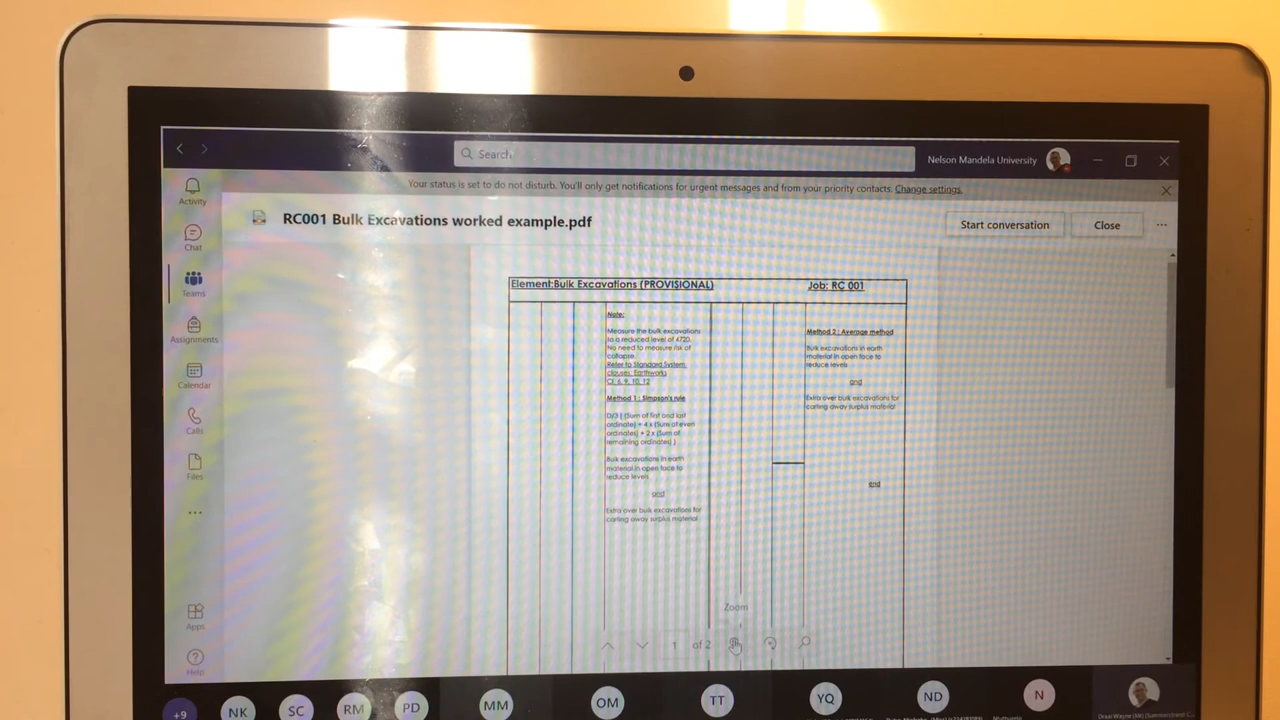 Search
Nelson Mandela University
Your status is set to do not disturb. You'll only get notifications for urgent messages and from your priority contacts. Change settings.
Activity
Chat
Teams
Assignments
Calendar
Calls
Files
Apps
Help
RC001 Bulk Excavations worked example.pdf
Start conversation
Close
Element:Bulk Excavations (PROVISIONAL)
Job: RC 001
Note:
Measure the bulk excavations
to a reduced level of 4720.
No need to measure risk of
collapse.
Refer to Standard System
clauses Earthworks
Cl. 6, 9, 10, 12
Method 1 : Simpson's rule
D/3 [ (Sum of first and last
ordinate) + 4 x (Sum of even
ordinates) + 2 x (Sum of
remaining ordinates) ]
Bulk excavations in earth
material in open face to
reduce levels
and
Extra over bulk excavations for
carting away surplus material
Method 2 : Average method
Bulk excavations in earth
material in open face to
reduce levels
and
Extra over bulk excavations for
carting away surplus material
end
Zoom
1 of 2
+9
NK
SC
RM
PD
MM
OM
TT
YQ
ND
N